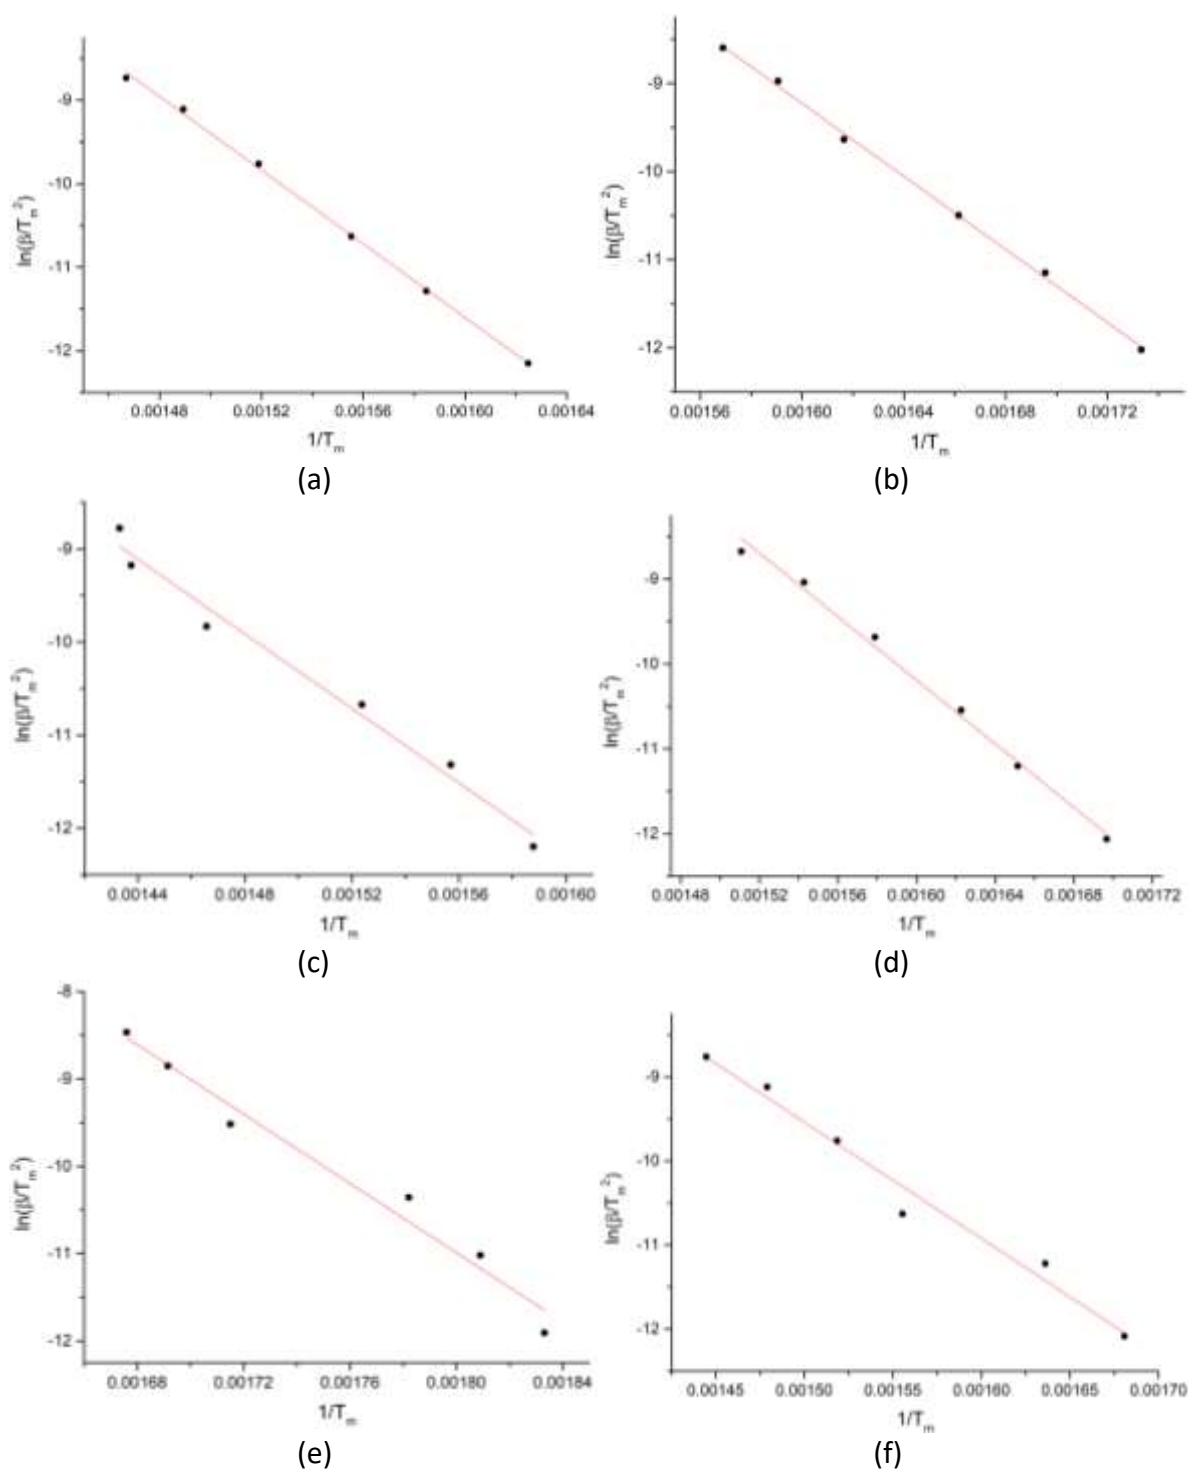 -9
-10
-11
-12
ln(β/Tₘ²)
0.00148 0.00152 0.00156 0.00160 0.00164
1/Tₘ
(a)
-9
-10
-11
-12
ln(β/Tₘ²)
0.00156 0.00160 0.00164 0.00168 0.00172
1/Tₘ
(b)
-9
-10
-11
-12
ln(β/Tₘ²)
0.00144 0.00148 0.00152 0.00156 0.00160
1/Tₘ
(c)
-9
-10
-11
-12
ln(β/Tₘ²)
0.00148 0.00152 0.00156 0.00160 0.00164 0.00168 0.00172
1/Tₘ
(d)
-8
-9
-10
-11
-12
ln(β/Tₘ²)
0.00168 0.00172 0.00176 0.00180 0.00184
1/Tₘ
(e)
-9
-10
-11
-12
ln(β/Tₘ²)
0.00145 0.00150 0.00155 0.00160 0.00165 0.00170
1/Tₘ
(f)